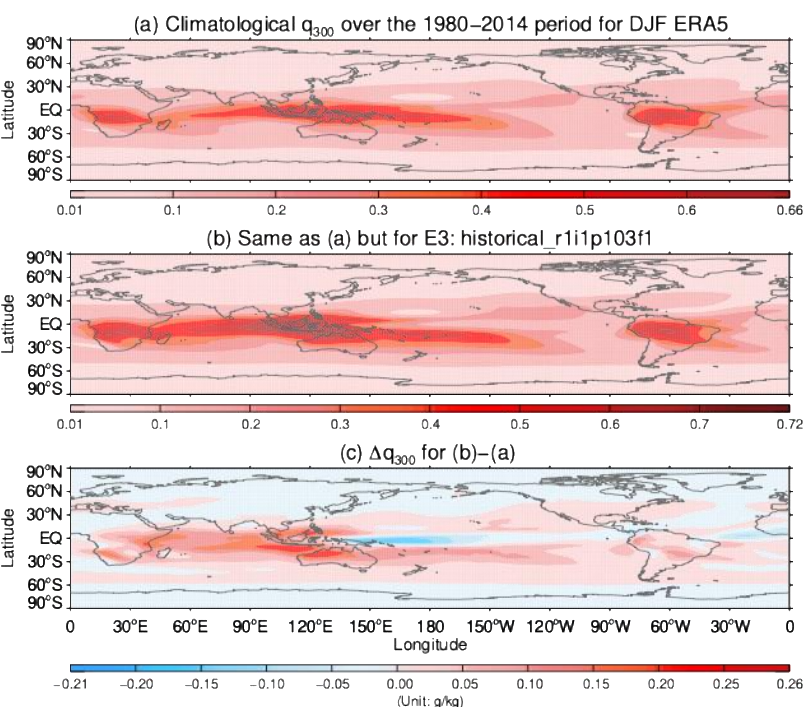 (a) Climatological q300 over the 1980−2014 period for DJF ERA5
90°N
60°N
30°N
EQ
30°S
60°S
90°S
Latitude
0.01 0.1 0.2 0.3 0.4 0.5 0.6 0.66
(b) Same as (a) but for E3: historical_r1i1p103f1
90°N
60°N
30°N
EQ
30°S
60°S
90°S
Latitude
0.01 0.1 0.2 0.3 0.4 0.5 0.6 0.7 0.72
(c) Δq300 for (b)−(a)
90°N
60°N
30°N
EQ
30°S
60°S
90°S
Latitude
0 30°E 60°E 90°E 120°E 150°E 180 150°W 120°W 90°W 60°W 30°W 0
Longitude
−0.21 −0.20 −0.15 −0.10 −0.05 0.00 0.05 0.10 0.15 0.20 0.25 0.26
(Unit: g/kg)